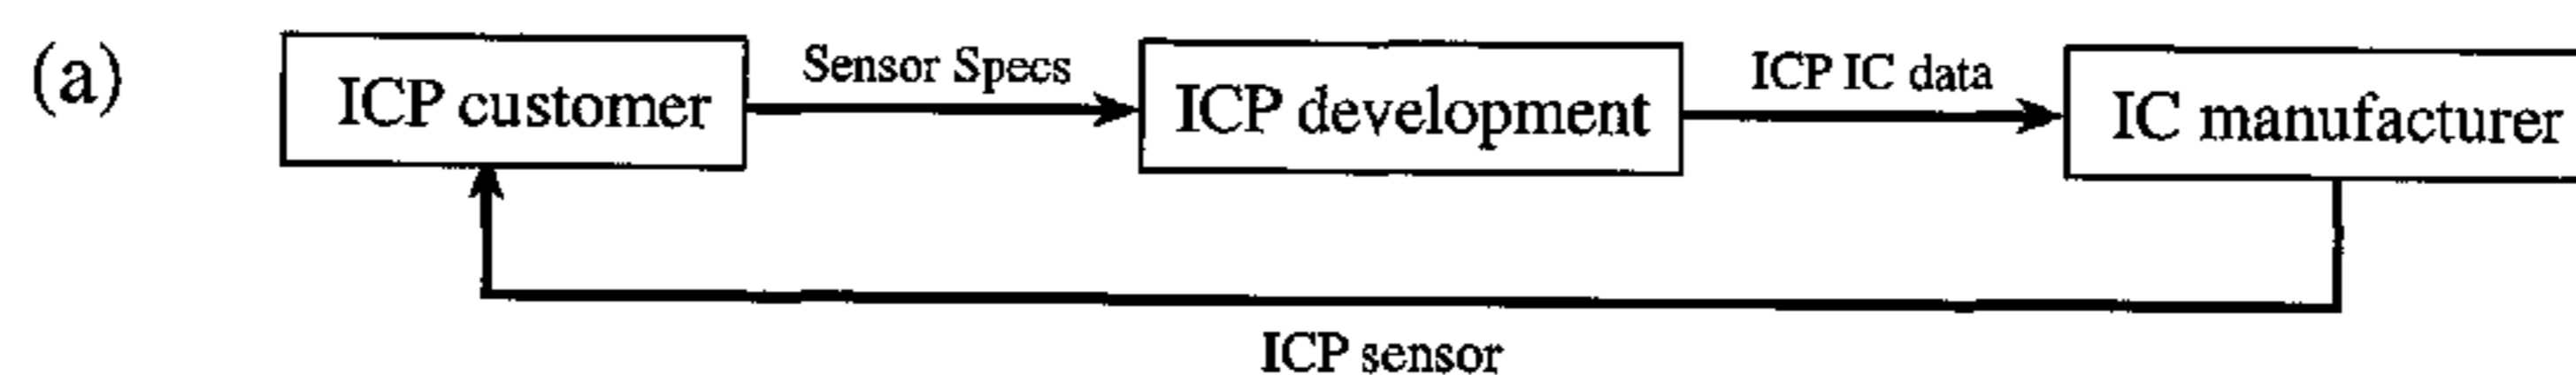 (a)
ICP customer
Sensor Specs
ICP development
ICP IC data
IC manufacturer
ICP sensor